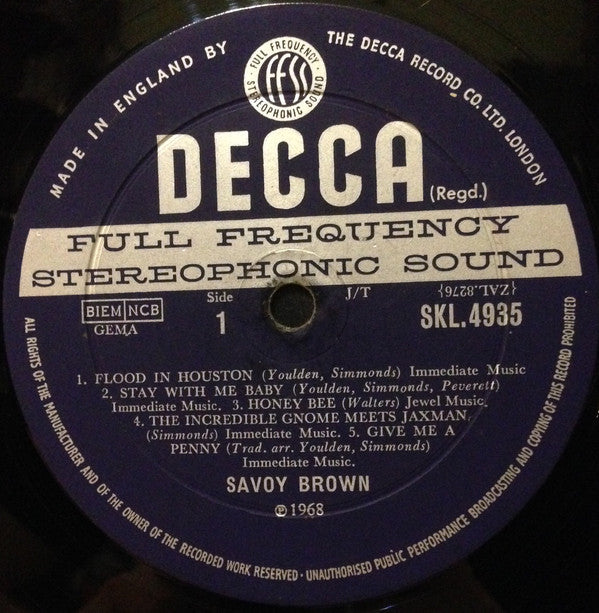 MADE IN ENGLAND BY
THE DECCA RECORD CO. LTD. LONDON
FULL FREQUENCY · STEREOPHONIC SOUND ·
FFSS
DECCA (Regd.)
FULL FREQUENCY
STEREOPHONIC SOUND
BIEM NCB
GEMA
Side
1
J/T
{ZAL.8276}
SKL.4935
1. FLOOD IN HOUSTON (Youlden, Simmonds) Immediate Music
2. STAY WITH ME BABY (Youlden, Simmonds, Peverett)
Immediate Music. 3. HONEY BEE (Walters) Jewel Music.
4. THE INCREDIBLE GNOME MEETS JAXMAN
(Simmonds) Immediate Music. 5. GIVE ME A
PENNY (Trad. arr. Youlden, Simmonds)
Immediate Music.
SAVOY BROWN
℗1968
ALL RIGHTS OF THE MANUFACTURER AND OF THE OWNER OF THE RECORDED WORK RESERVED · UNAUTHORISED PUBLIC PERFORMANCE BROADCASTING AND COPYING OF THIS RECORD PROHIBITED